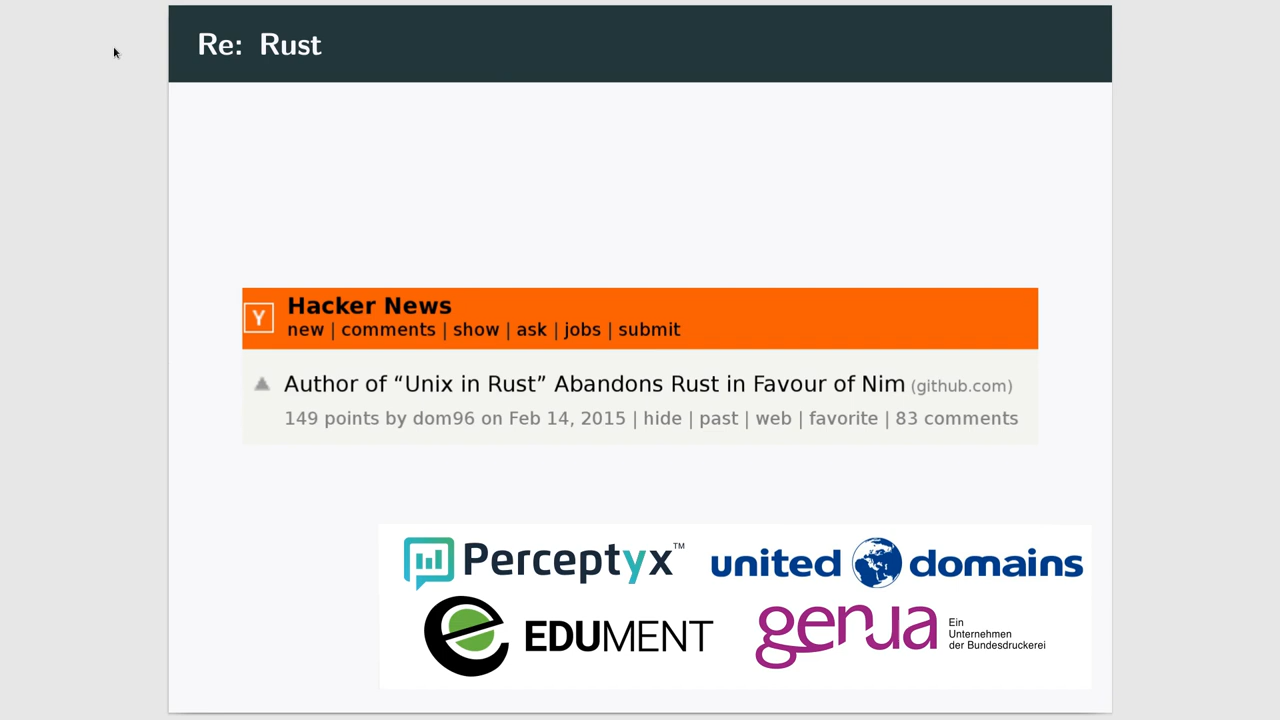 Re: Rust
Y
Hacker News
new | comments | show | ask | jobs | submit
Author of “Unix in Rust” Abandons Rust in Favour of Nim (github.com)
149 points by dom96 on Feb 14, 2015 | hide | past | web | favorite | 83 comments
Perceptyx™
united domains
EDUMENT
genua
Ein
Unternehmen
der Bundesdruckerei